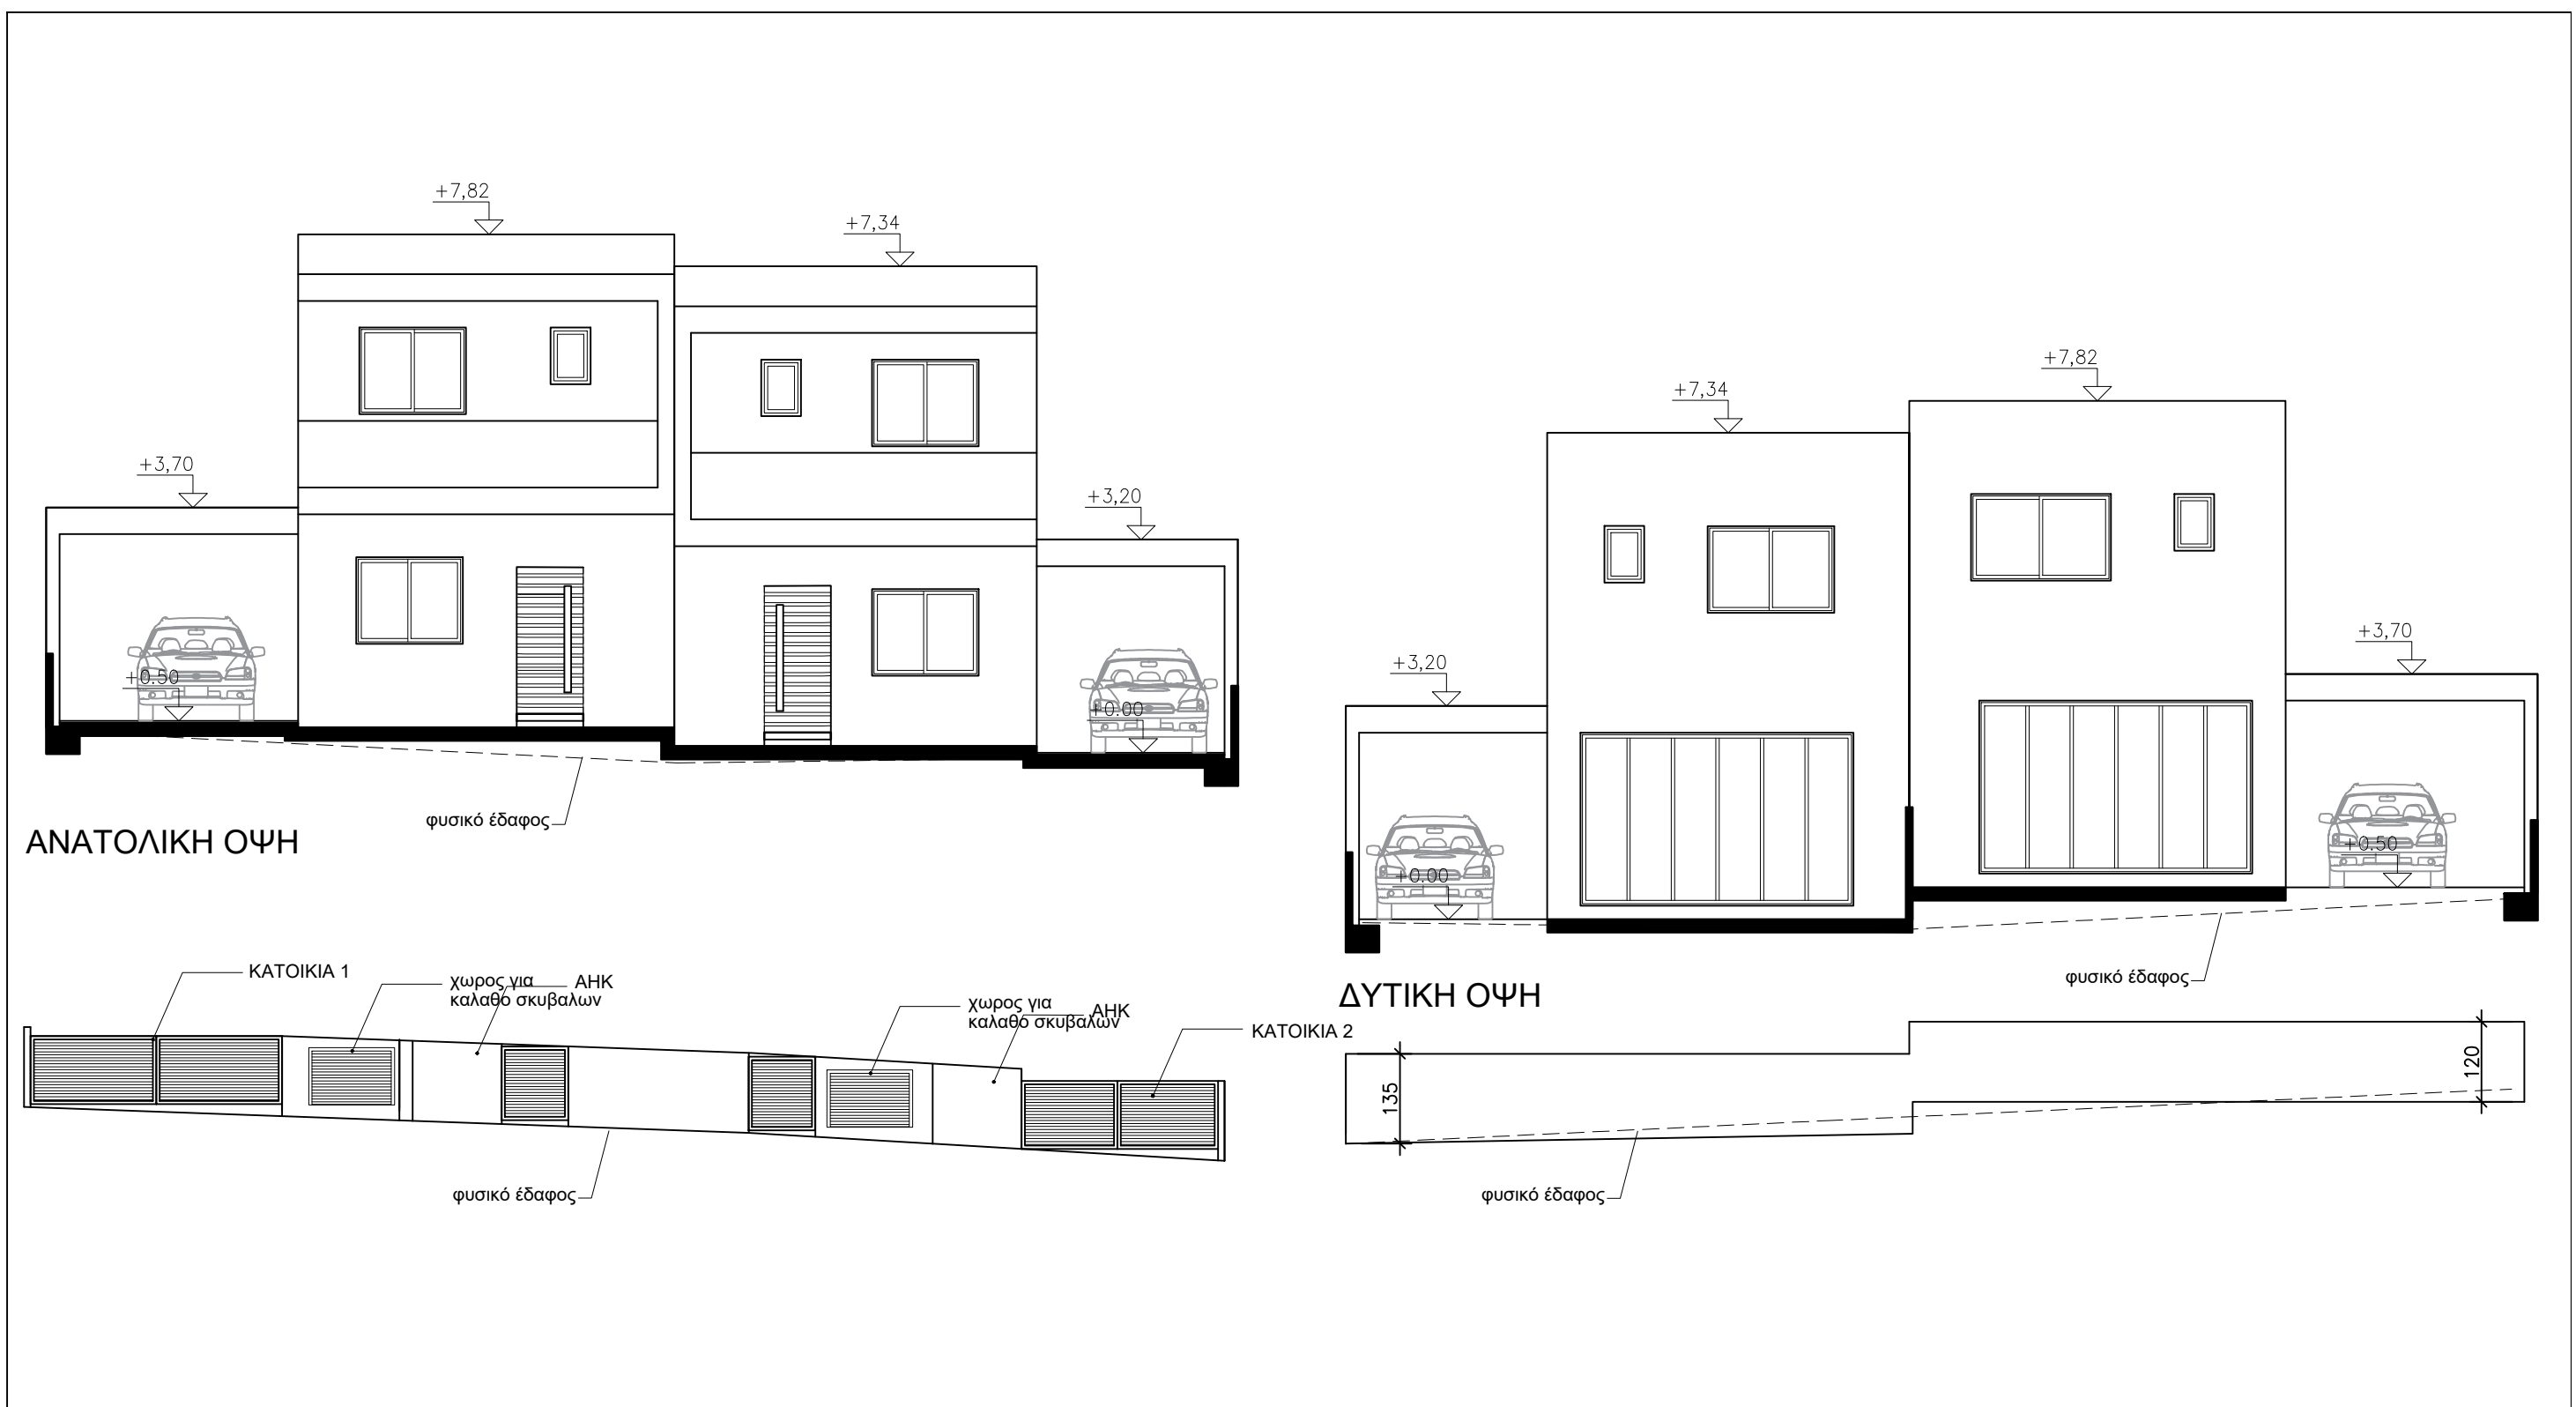 +7,82
+7,34
+3,70
+3,20
+0.50
+0.00
φυσικό έδαφος
ΑΝΑΤΟΛΙΚΗ ΟΨΗ
ΚΑΤΟΙΚΙΑ 1
χωρος για
καλαθο σκυβαλων
ΑΗΚ
χωρος για
καλαθο σκυβαλων
ΑΗΚ
ΚΑΤΟΙΚΙΑ 2
φυσικό έδαφος
+7,82
+7,34
+3,70
+3,20
+0.50
+0.00
φυσικό έδαφος
ΔΥΤΙΚΗ ΟΨΗ
135
120
φυσικό έδαφος